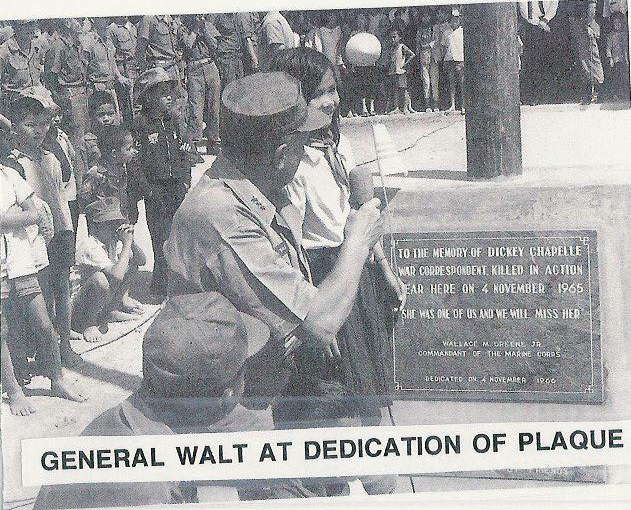 TO THE MEMORY OF DICKEY CHAPELLE
WAR CORRESPONDENT, KILLED IN ACTION
EAR HERE ON 4 NOVEMBER 1965
"SHE WAS ONE OF US AND WE WILL MISS HER"
WALLACE M. GREENE, JR.
COMMANDANT OF THE MARINE CORPS
DEDICATED ON 4 NOVEMBER 1966
GENERAL WALT AT DEDICATION OF PLAQUE